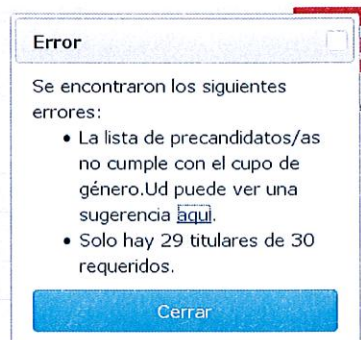 Error
Se encontraron los siguientes
errores:
• La lista de precandidatos/as
no cumple con el cupo de
género.Ud puede ver una
sugerencia aquí.
• Solo hay 29 titulares de 30
requeridos.
Cerrar